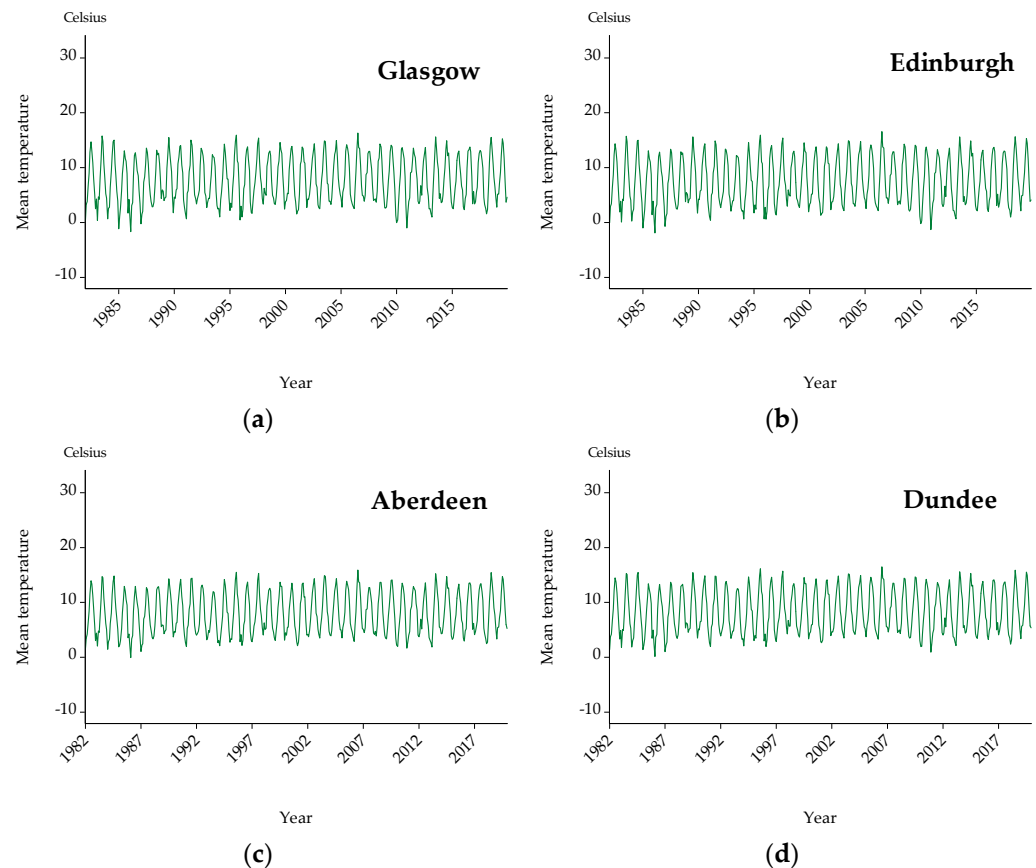 Celsius
Glasgow
Mean temperature
30
20
10
0
-10
1985
1990
1995
2000
2005
2010
2015
Year
(a)
Celsius
Edinburgh
Mean temperature
30
20
10
0
-10
1985
1990
1995
2000
2005
2010
2015
Year
(b)
Celsius
Aberdeen
Mean temperature
30
20
10
0
-10
1982
1987
1992
1997
2002
2007
2012
2017
Year
(c)
Celsius
Dundee
Mean temperature
30
20
10
0
-10
1982
1987
1992
1997
2002
2007
2012
2017
Year
(d)